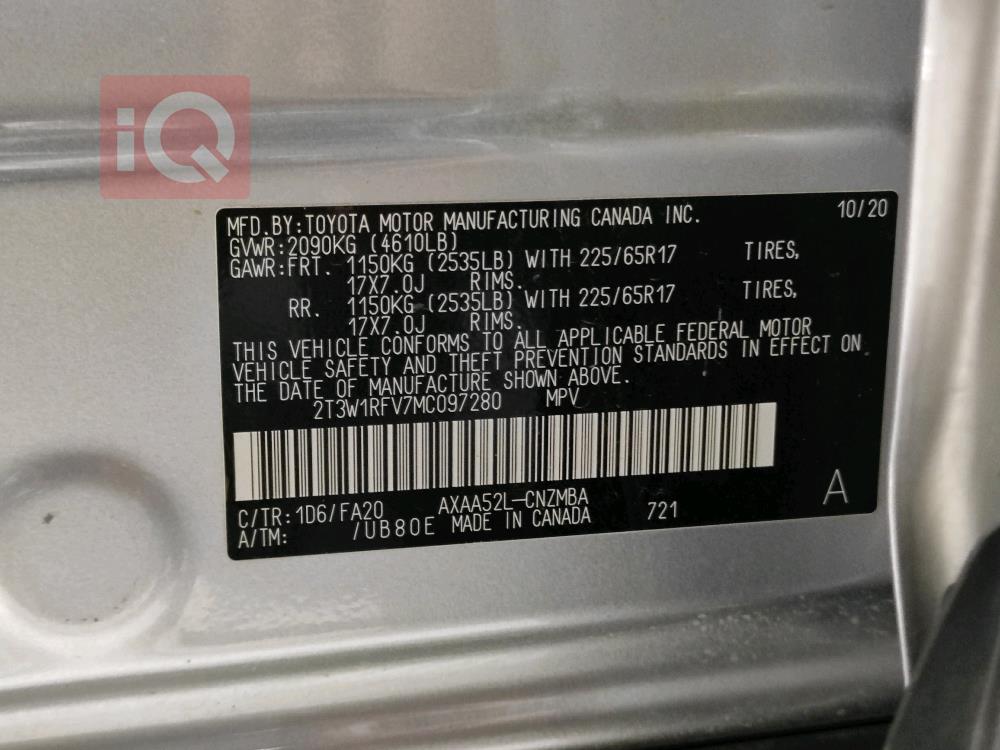 iQ
MFD.BY:TOYOTA MOTOR MANUFACTURING CANADA INC. 10/20
GVWR:2090KG (4610LB)
GAWR:FRT. 1150KG (2535LB) WITH 225/65R17 TIRES,
17X7.0J RIMS.
RR. 1150KG (2535LB) WITH 225/65R17 TIRES,
17X7.0J RIMS.
THIS VEHICLE CONFORMS TO ALL APPLICABLE FEDERAL MOTOR
VEHICLE SAFETY AND THEFT PREVENTION STANDARDS IN EFFECT ON
THE DATE OF MANUFACTURE SHOWN ABOVE.
2T3W1RFV7MC097280 MPV
C/TR:1D6/FA20 AXAA52L-CNZMBA A
A/TM: /UB80E MADE IN CANADA 721